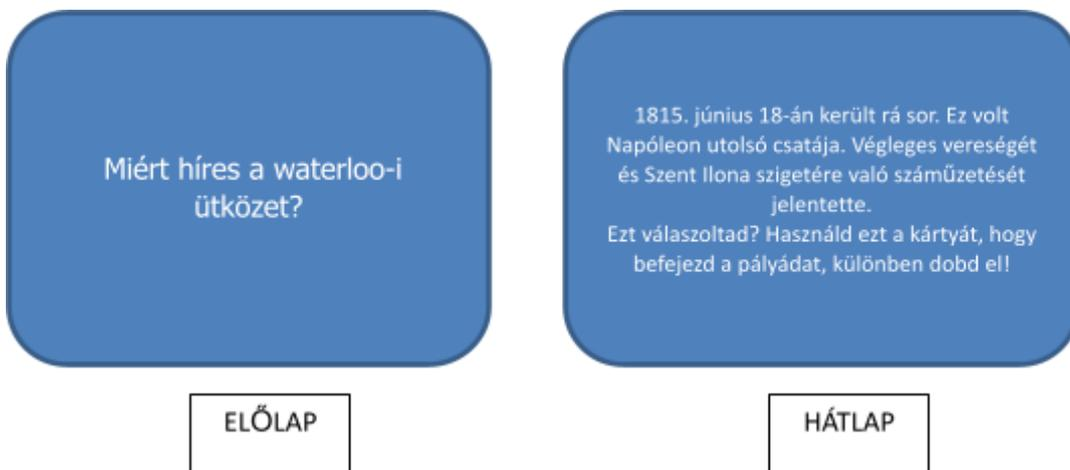 Miért híres a waterloo-i
ütközet?
1815. június 18-án került rá sor. Ez volt
Napóleon utolsó csatája. Végleges vereségét
és Szent Ilona szigetére való száműzetését
jelentette.
Ezt válaszoltad? Használd ezt a kártyát, hogy
befejezd a pályádat, különben dobd el!
ELŐLAP
HÁTLAP